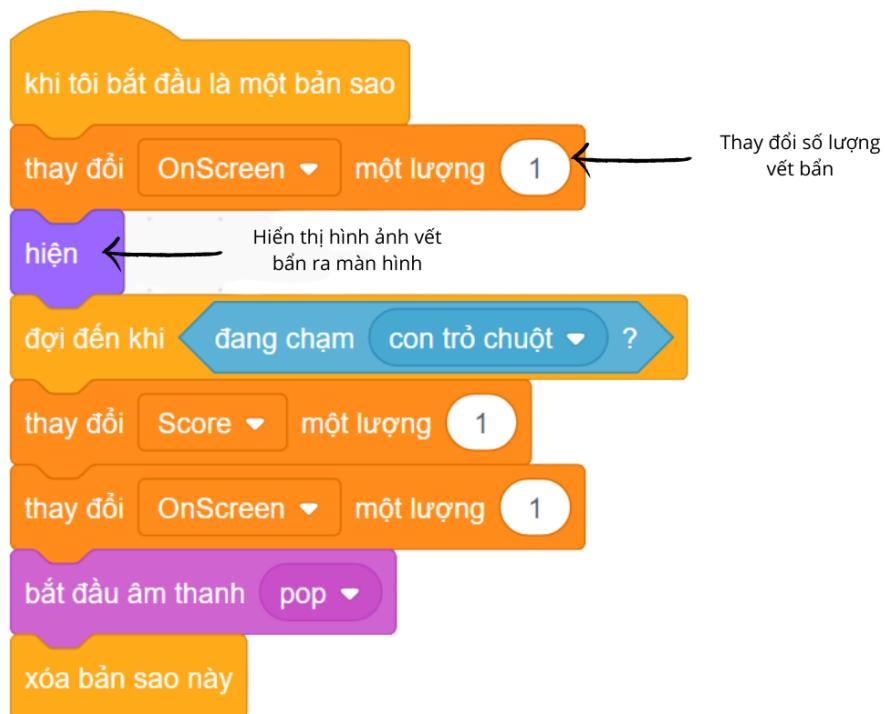 khi tôi bắt đầu là một bản sao
thay đổi OnScreen một lượng 1
Thay đổi số lượng
vết bẩn
hiện
Hiển thị hình ảnh vết
bẩn ra màn hình
đợi đến khi đang chạm con trỏ chuột ?
thay đổi Score một lượng 1
thay đổi OnScreen một lượng 1
bắt đầu âm thanh pop
xóa bản sao này